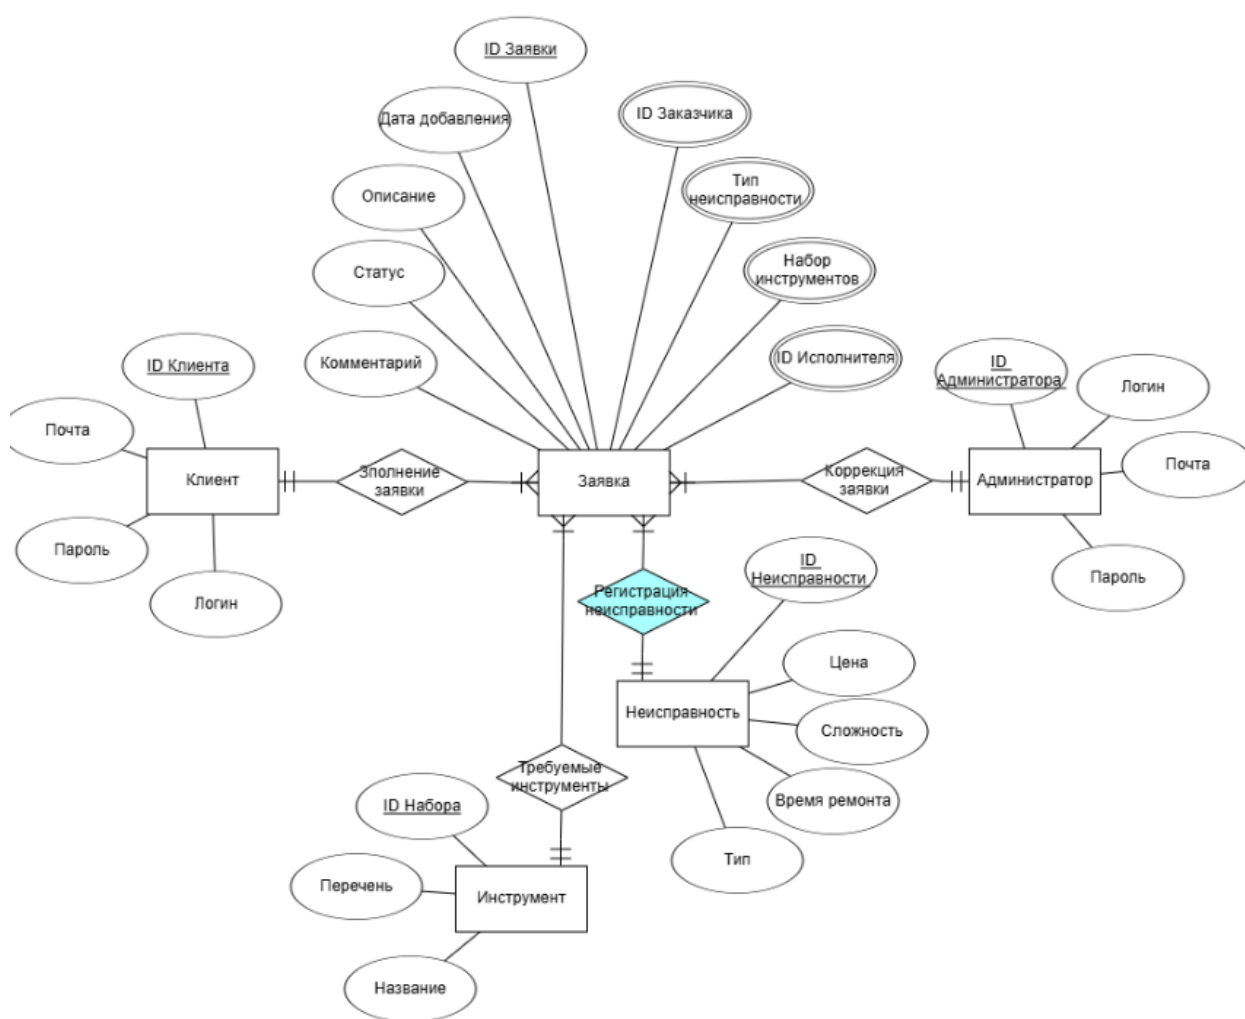 ID Заявки
ID Заказчика
Дата добавления
Тип
неисправности
Описание
Набор
инструментов
Статус
ID Исполнителя
Комментарий
ID Клиента
ID
Администратора
Логин
Почта
Почта
Клиент
Зполнение
заявки
Заявка
Коррекция
заявки
Администратор
Пароль
Логин
Пароль
ID
Неисправности
Регистрация
неисправности
Цена
Неисправность
Сложность
Время ремонта
Тип
Требуемые
инструменты
ID Набора
Перечень
Инструмент
Название